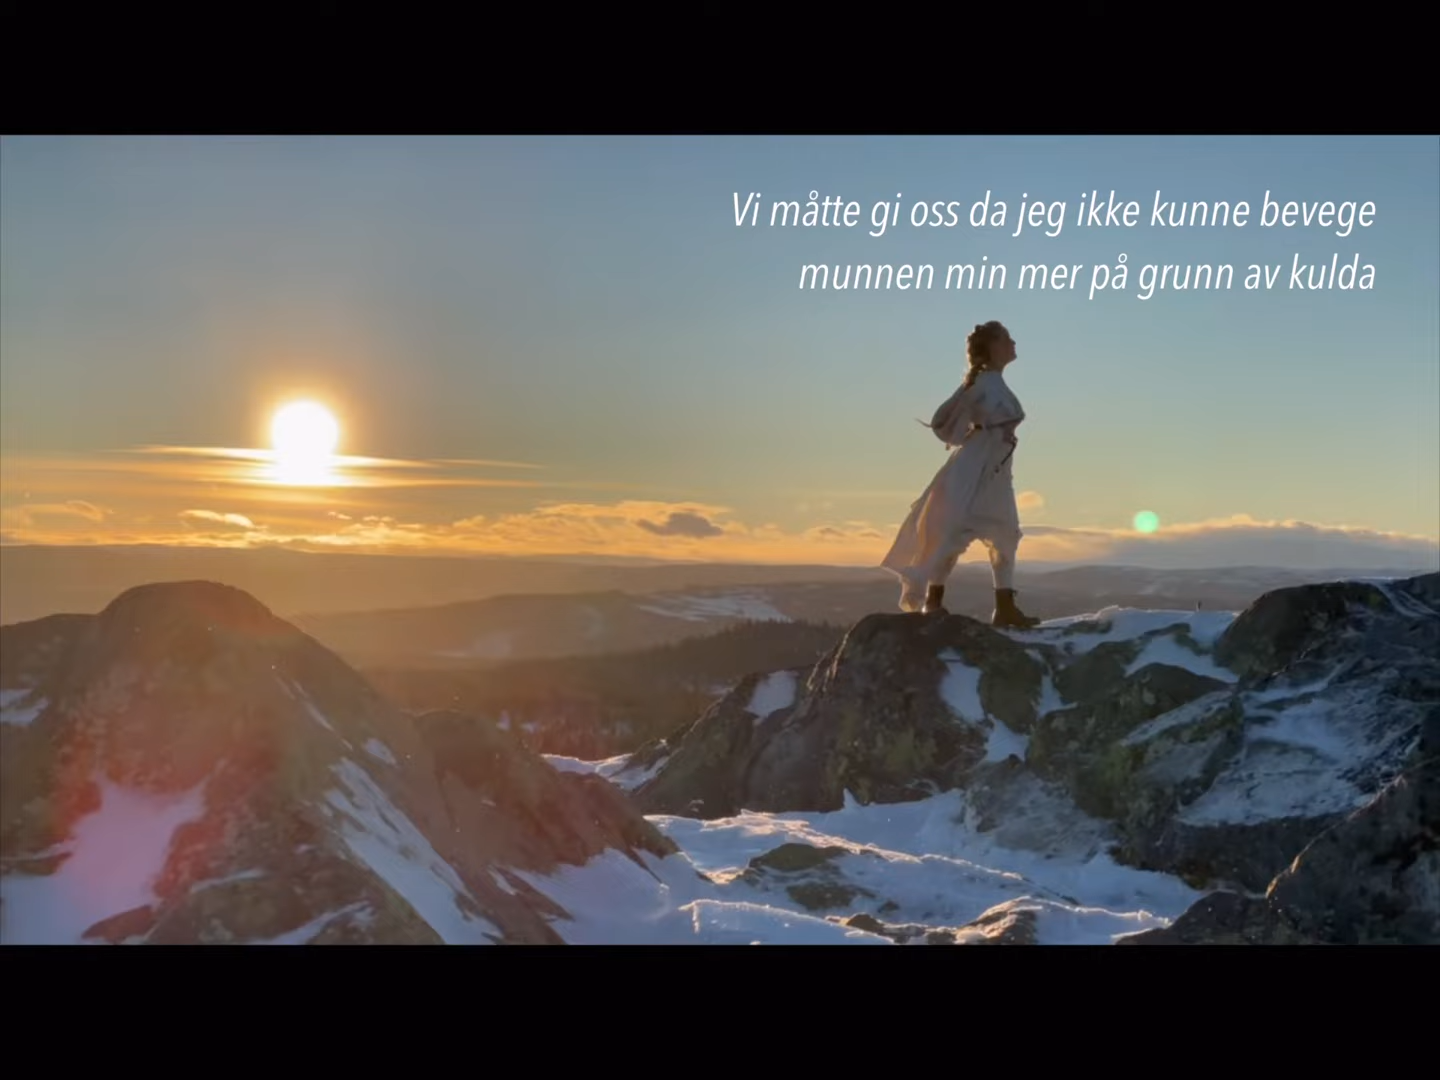 Vi måtte gi oss da jeg ikke kunne bevege
munnen min mer på grunn av kulda